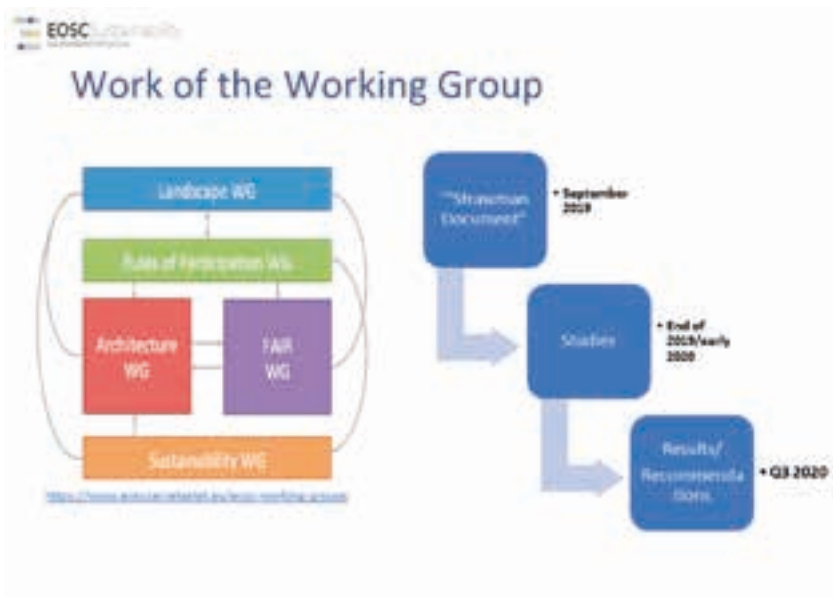 EOSC Sustainability
Work of the Working Group
Landscape WG
Rules of Participation WG
Architecture
WG
FAIR
WG
Sustainability WG
"Strawman
Document"
• September
2019
Studies
• End of
2019/early
2020
Results/
Recommenda
tions
• Q3 2020